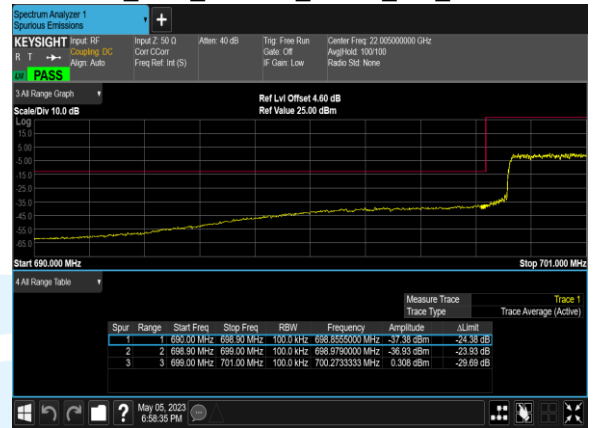 Spectrum Analyzer 1
Spurious Emissions
+
KEYSIGHT Input: RF Input Z: 50 Ω Atten: 40 dB Trig: Free Run Center Freq: 22.005000000 GHz
R T Coupling: DC Corr CCorr Gate: Off Avg|Hold: 100/100
Align: Auto Freq Ref: Int (S) IF Gain: Low Radio Std: None
PASS
3 All Range Graph
Ref Lvl Offset 4.60 dB
Scale/Div 10.0 dB Ref Value 25.00 dBm
Log
15.0
5.00
-5.00
-15.0
-25.0
-35.0
-45.0
-55.0
-65.0
Start 690.000 MHz Stop 701.000 MHz
4 All Range Table
Measure Trace Trace 1
Trace Type Trace Average (Active)
Spur Range Start Freq Stop Freq RBW Frequency Amplitude ΔLimit
1 1 690.00 MHz 698.90 MHz 100.0 kHz 698.8555000 MHz -37.38 dBm -24.38 dB
2 2 698.90 MHz 699.00 MHz 100.0 kHz 698.9790000 MHz -36.93 dBm -23.93 dB
3 3 699.00 MHz 701.00 MHz 100.0 kHz 700.2733333 MHz 0.308 dBm -29.69 dB
? May 05, 2023
6:58:35 PM